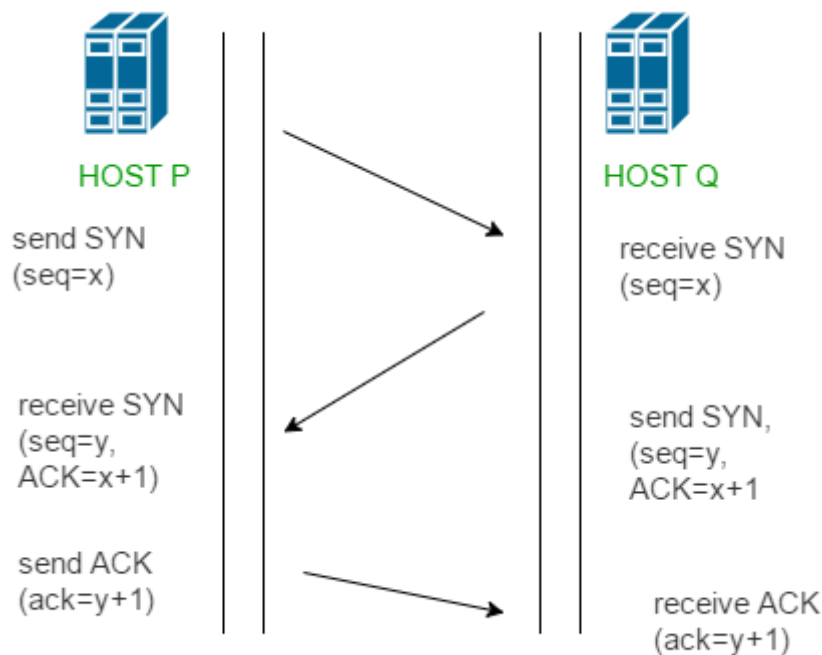 HOST P
HOST Q
send SYN
(seq=x)
receive SYN
(seq=x)
receive SYN
(seq=y,
ACK=x+1)
send SYN,
(seq=y,
ACK=x+1
send ACK
(ack=y+1)
receive ACK
(ack=y+1)